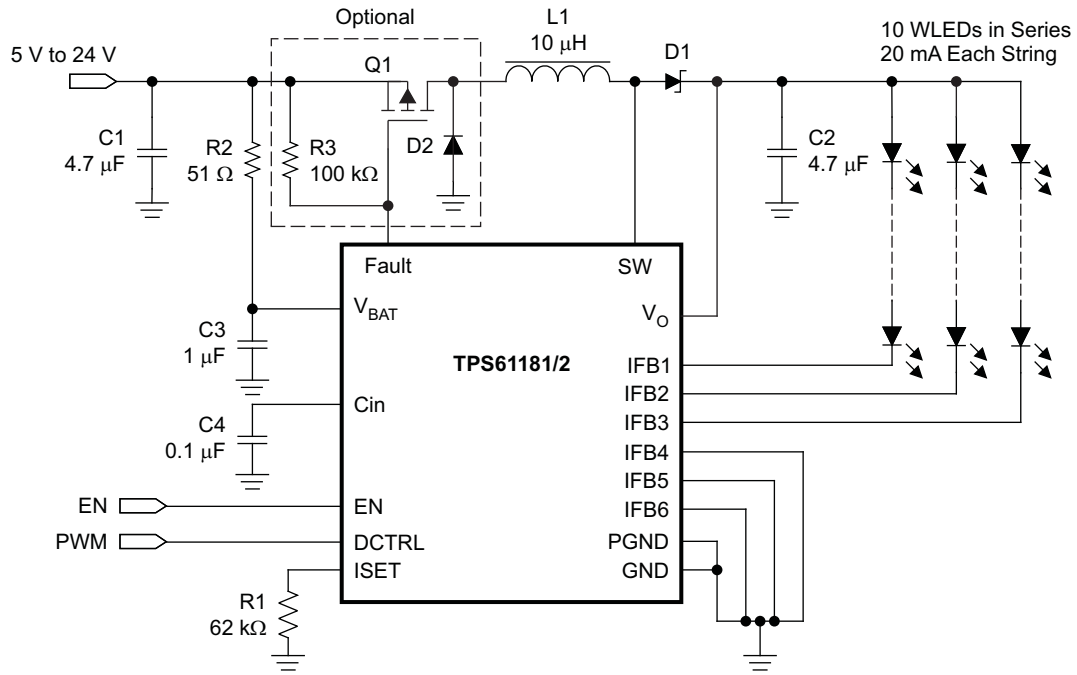 Optional
L1
10 μH
10 WLEDs in Series
20 mA Each String
5 V to 24 V
Q1
D1
C1
4.7 μF
R2
51 Ω
R3
100 kΩ
D2
C2
4.7 μF
Fault
SW
VBAT
VO
C3
1 μF
TPS61181/2
IFB1
IFB2
Cin
IFB3
C4
0.1 μF
IFB4
IFB5
EN
EN
IFB6
PWM
DCTRL
PGND
ISET
GND
R1
62 kΩ